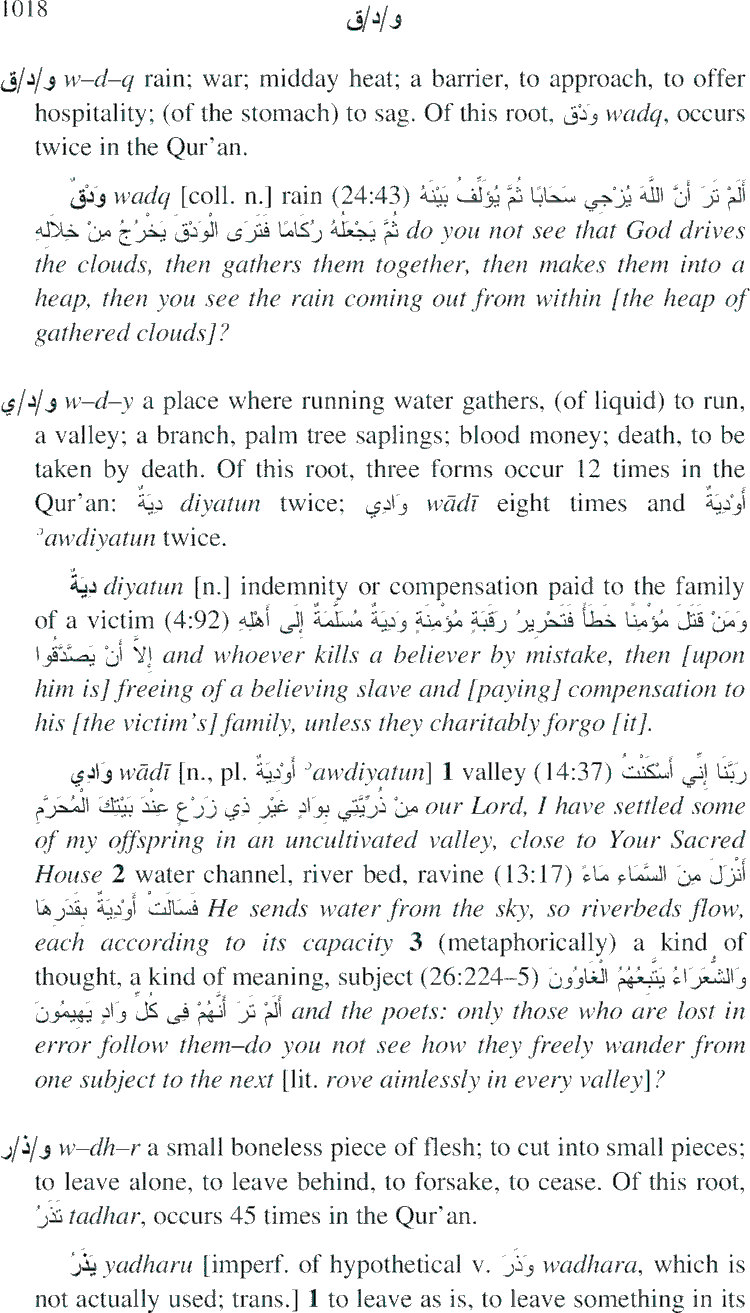 1018
و/د/ق
و/د/ق w–d–q rain; war; midday heat; a barrier, to approach, to offer
hospitality; (of the stomach) to sag. Of this root, وَدْق wadq, occurs
twice in the Qur'an.
وَدْقٌ wadq [coll. n.] rain (24:43) أَلَمْ تَرَ أَنَّ اللَّهَ يُزْجِي سَحَابًا ثُمَّ يُؤَلِّفُ بَيْنَهُ
ثُمَّ يَجْعَلُهُ رُكَامًا فَتَرَى الْوَدْقَ يَخْرُجُ مِنْ خِلَالِهِ do you not see that God drives
the clouds, then gathers them together, then makes them into a
heap, then you see the rain coming out from within [the heap of
gathered clouds]?
و/د/ي w–d–y a place where running water gathers, (of liquid) to run,
a valley; a branch, palm tree saplings; blood money; death, to be
taken by death. Of this root, three forms occur 12 times in the
Qur'an: دِيَةٌ diyatun twice; وَادِي wādī eight times and أَوْدِيَةٌ
ʾawdiyatun twice.
دِيَةٌ diyatun [n.] indemnity or compensation paid to the family
of a victim (4:92) وَمَنْ قَتَلَ مُؤْمِنًا خَطَأً فَتَحْرِيرُ رَقَبَةٍ مُؤْمِنَةٍ وَدِيَةٌ مُسَلَّمَةٌ إِلَى أَهْلِهِ
إِلاَّ أَنْ يَصَّدَّقُوا and whoever kills a believer by mistake, then [upon
him is] freeing of a believing slave and [paying] compensation to
his [the victim's] family, unless they charitably forgo [it].
وَادِي wādī [n., pl. أَوْدِيَةٌ ʾawdiyatun] 1 valley (14:37) رَبَّنَا إِنِّي أَسْكَنْتُ
مِنْ ذُرِّيَّتِي بِوَادٍ غَيْرِ ذِي زَرْعٍ عِنْدَ بَيْتِكَ الْمُحَرَّمِ our Lord, I have settled some
of my offspring in an uncultivated valley, close to Your Sacred
House 2 water channel, river bed, ravine (13:17) أَنْزَلَ مِنَ السَّمَاءِ مَاءً
فَسَالَتْ أَوْدِيَةٌ بِقَدَرِهَا He sends water from the sky, so riverbeds flow,
each according to its capacity 3 (metaphorically) a kind of
thought, a kind of meaning, subject (26:224–5) وَالشُّعَرَاءُ يَتَّبِعُهُمُ الْغَاوُونَ
أَلَمْ تَرَ أَنَّهُمْ فِى كُلِّ وَادٍ يَهِيمُونَ and the poets: only those who are lost in
error follow them–do you not see how they freely wander from
one subject to the next [lit. rove aimlessly in every valley]?
و/ذ/ر w–dh–r a small boneless piece of flesh; to cut into small pieces;
to leave alone, to leave behind, to forsake, to cease. Of this root,
تَذَرُ tadhar, occurs 45 times in the Qur'an.
يَذَرُ yadharu [imperf. of hypothetical v. وَذَرَ wadhara, which is
not actually used; trans.] 1 to leave as is, to leave something in its